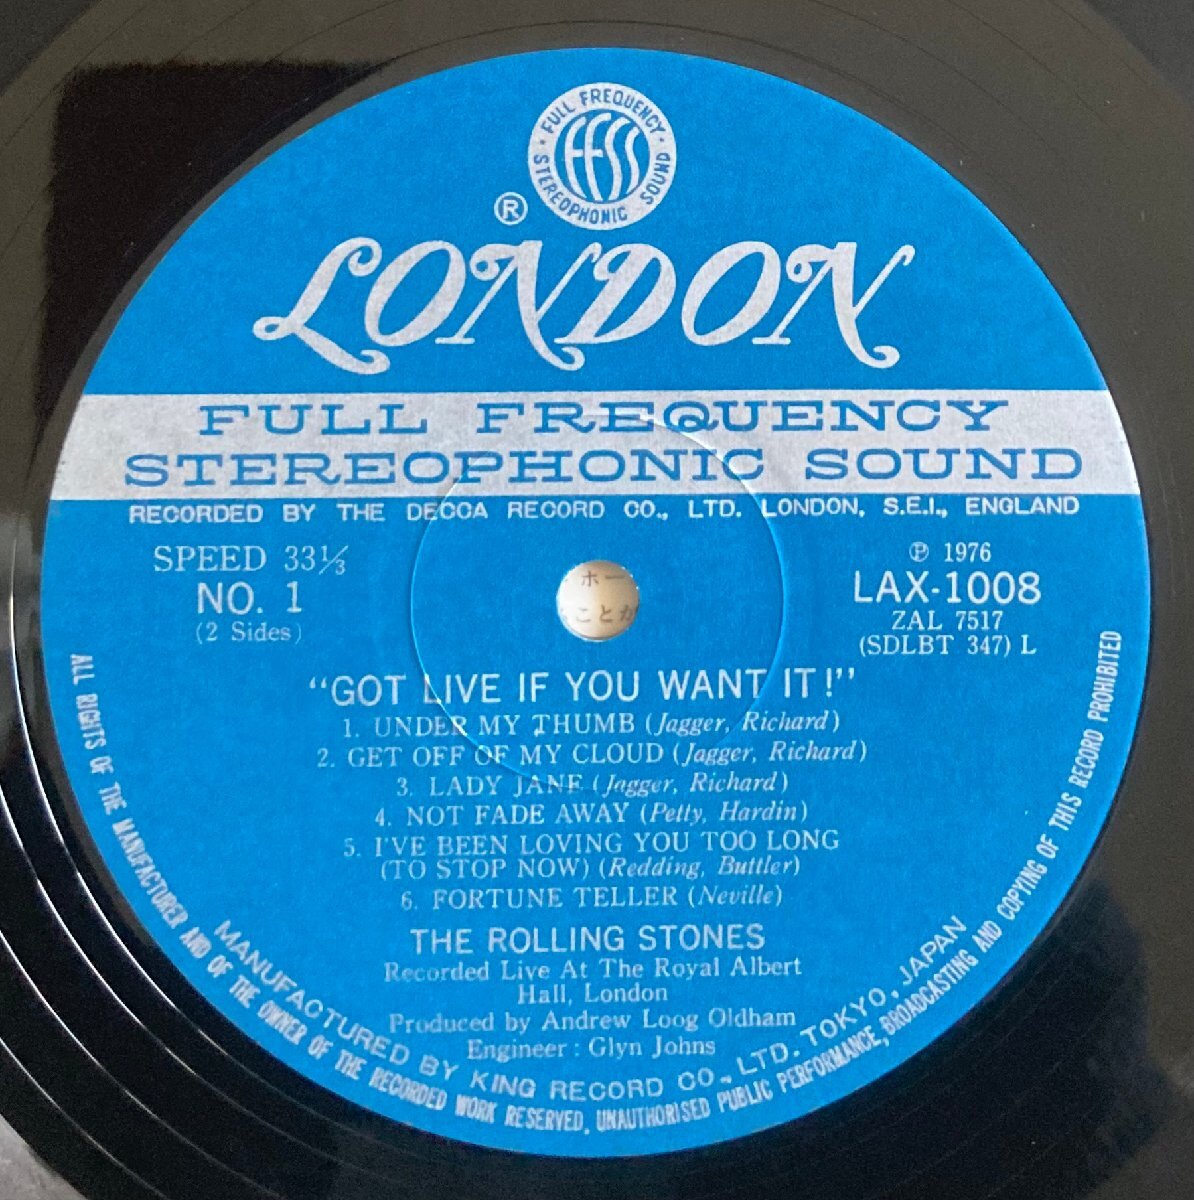 FULL FREQUENCY
STEREOPHONIC SOUND
FFSS
®
LONDON
FULL FREQUENCY
STEREOPHONIC SOUND
RECORDED BY THE DECCA RECORD CO., LTD. LONDON, S.E.I., ENGLAND
SPEED 33⅓
NO. 1
(2 Sides)
℗ 1976
LAX-1008
ZAL 7517
(SDLBT 347) L
ホー
ことが
"GOT LIVE IF YOU WANT IT!"
1. UNDER MY THUMB (Jagger, Richard)
2. GET OFF OF MY CLOUD (Jagger, Richard)
3. LADY JANE (Jagger, Richard)
4. NOT FADE AWAY (Petty, Hardin)
5. I'VE BEEN LOVING YOU TOO LONG
(TO STOP NOW) (Redding, Buttler)
6. FORTUNE TELLER (Neville)
THE ROLLING STONES
Recorded Live At The Royal Albert
Hall, London
Produced by Andrew Loog Oldham
Engineer : Glyn Johns
MANUFACTURED BY KING RECORD CO., LTD. TOKYO, JAPAN
ALL RIGHTS OF THE MANUFACTURER AND OF THE OWNER OF THE RECORDED WORK RESERVED, UNAUTHORISED PUBLIC PERFORMANCE, BROADCASTING AND COPYING OF THIS RECORD PROHIBITED